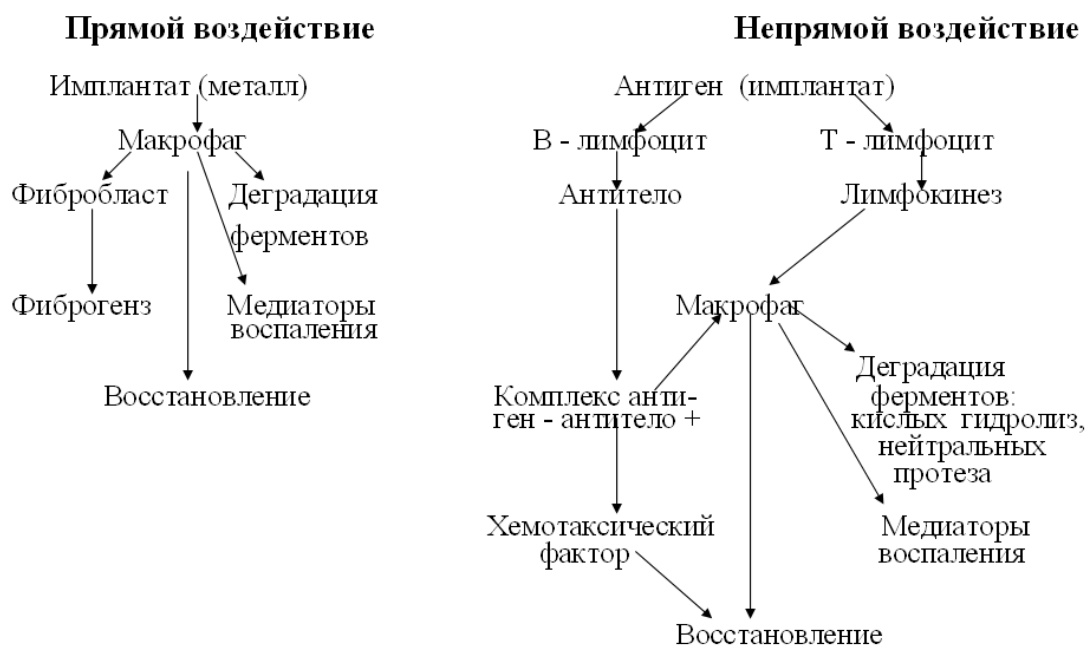 Прямой воздействие
Имплантат (металл)
Макрофаг
Фибробласт
Деградация
ферментов
Фиброгенз
Медиаторы
воспаления
Восстановление
Непрямой воздействие
Антиген (имплантат)
В - лимфоцит
Т - лимфоцит
Антитело
Лимфокинез
Макрофаг
Комплекс анти-
ген - антитело +
Деградация
ферментов:
кислых гидролиз,
нейтральных
протеза
Хемотаксический
фактор
Медиаторы
воспаления
Восстановление